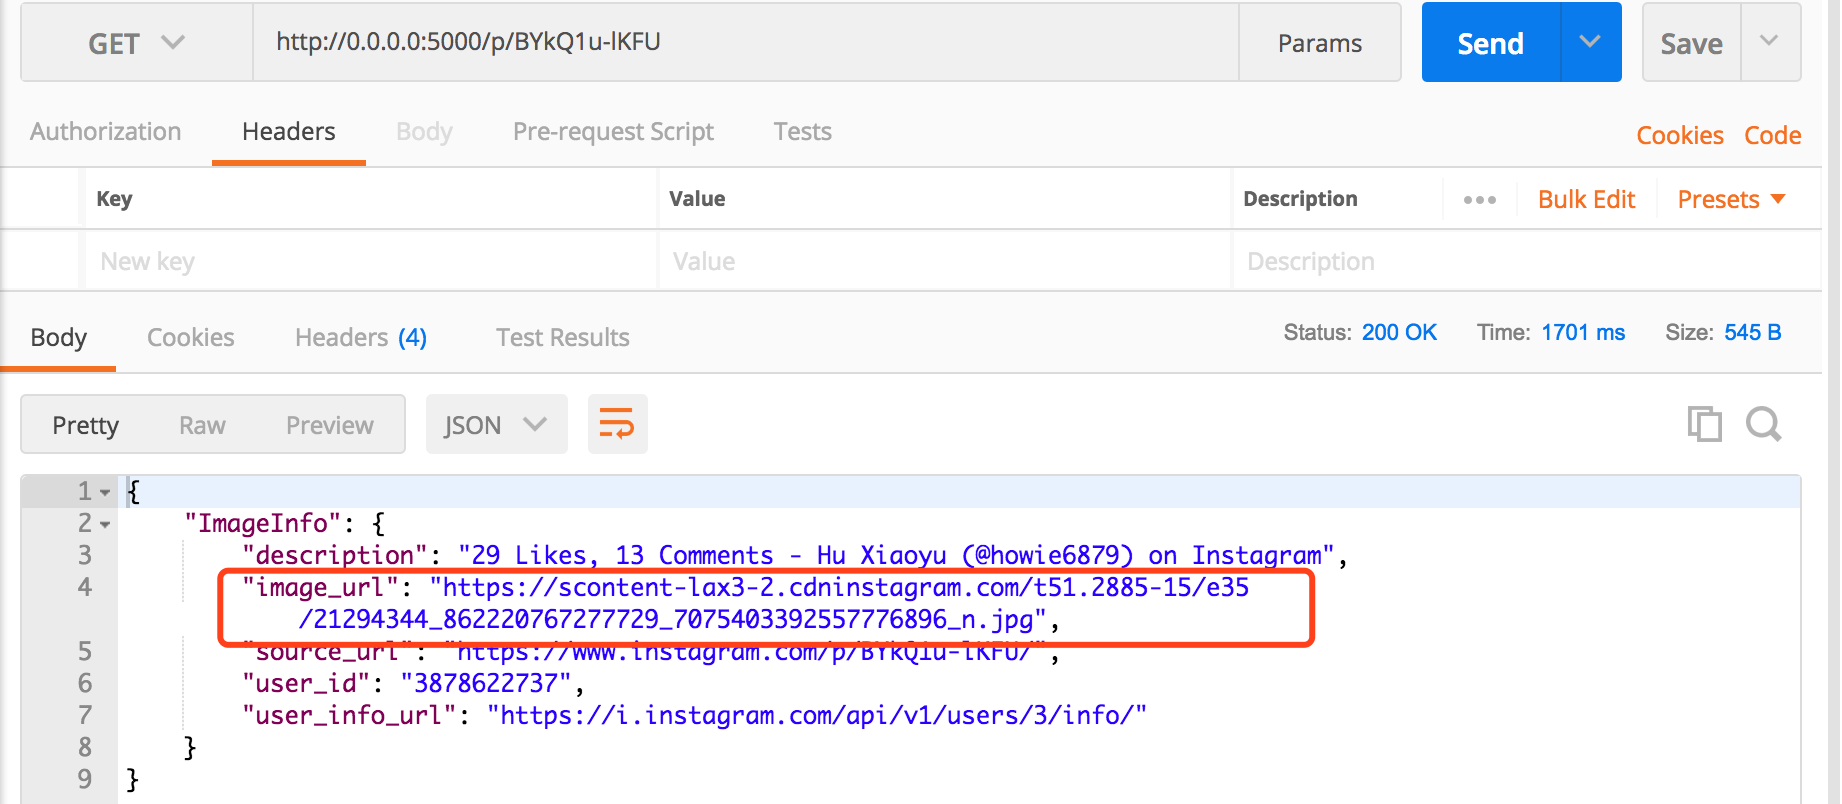 GET http://0.0.0.0:5000/p/BYkQ1u-lKFU Params Send Save
Authorization Headers Body Pre-request Script Tests Cookies Code
Key Value Description ••• Bulk Edit Presets
New key Value Description
Body Cookies Headers (4) Test Results Status: 200 OK Time: 1701 ms Size: 545 B
Pretty Raw Preview JSON
1 {
2 "ImageInfo": {
3 "description": "29 Likes, 13 Comments - Hu Xiaoyu (@howie6879) on Instagram",
4 "image_url": "https://scontent-lax3-2.cdninstagram.com/t51.2885-15/e35
/21294344_862220767277729_7075403392557776896_n.jpg",
5 "source_url": "https://www.instagram.com/p/BYkQ1u-lKFU/",
6 "user_id": "3878622737",
7 "user_info_url": "https://i.instagram.com/api/v1/users/3/info/"
8 }
9 }